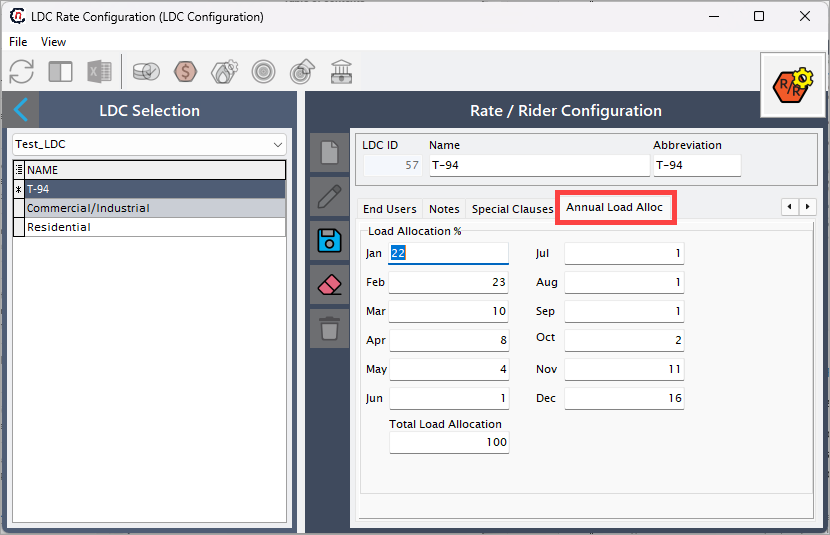 LDC Rate Configuration (LDC Configuration)
File View
LDC Selection
Rate / Rider Configuration
R/R
Test_LDC
NAME
* T-94
Commercial/Industrial
Residential
LDC ID Name Abbreviation
57 T-94 T-94
End Users Notes Special Clauses Annual Load Alloc
Load Allocation %
Jan 22 Jul 1
Feb 23 Aug 1
Mar 10 Sep 1
Apr 8 Oct 2
May 4 Nov 11
Jun 1 Dec 16
Total Load Allocation
100